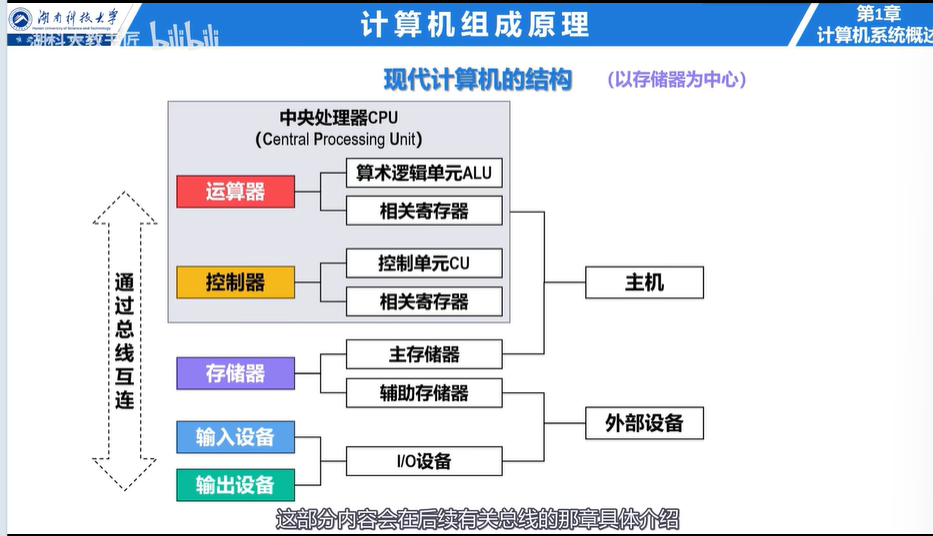 湖南科技大学
计算机组成原理
第1章
计算机系统概述
湖科大教书匠
bilibili
现代计算机的结构
（以存储器为中心）
中央处理器CPU
（Central Processing Unit）
运算器
算术逻辑单元ALU
相关寄存器
控制器
控制单元CU
相关寄存器
主机
通过总线互连
存储器
主存储器
辅助存储器
外部设备
输入设备
I/O设备
输出设备
这部分内容会在后续有关总线的那章具体介绍